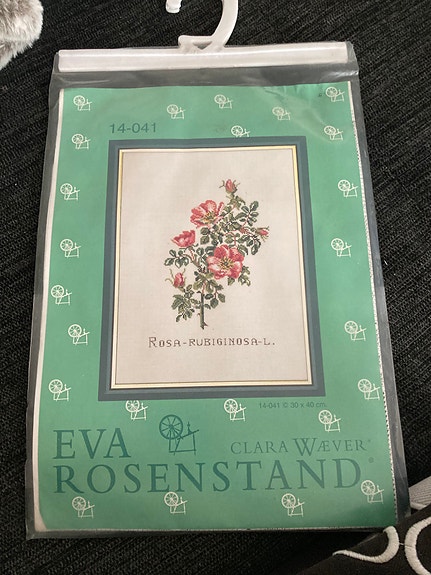 14-041
ROSA-RUBIGINOSA-L.
14-041 © 30 x 40 cm.
EVA CLARA WÆVER®
ROSENSTAND®